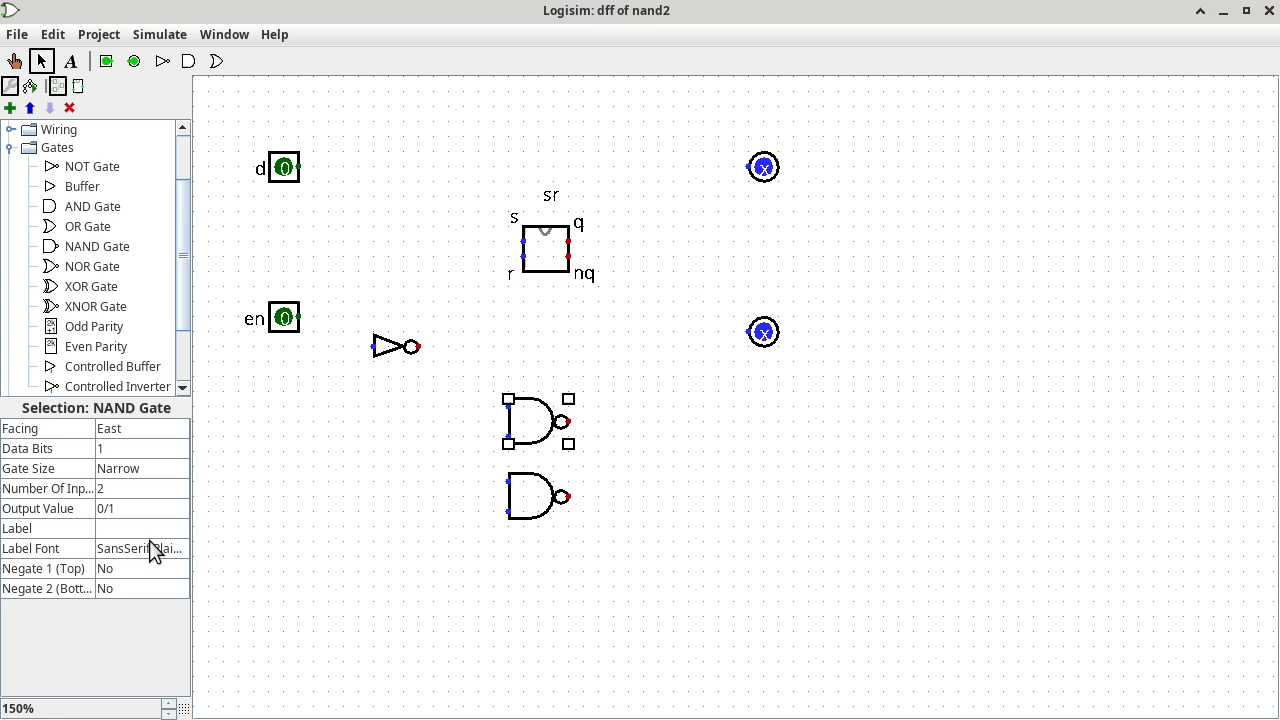 Logisim: dff of nand2
File Edit Project Simulate Window Help
A
Wiring
Gates
NOT Gate
Buffer
AND Gate
OR Gate
NAND Gate
NOR Gate
XOR Gate
XNOR Gate
Odd Parity
Even Parity
Controlled Buffer
Controlled Inverter
Selection: NAND Gate
Facing East
Data Bits 1
Gate Size Narrow
Number Of Inp... 2
Output Value 0/1
Label
Label Font SansSerif Plai...
Negate 1 (Top) No
Negate 2 (Bott... No
150%
d 0
x
sr
s q
r nq
en 0
x